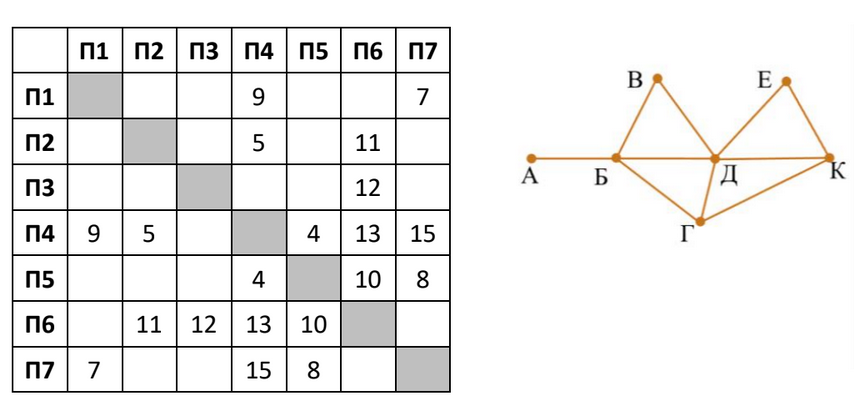 П1 П2 П3 П4 П5 П6 П7
П1 9 7
П2 5 11
П3 12
П4 9 5 4 13 15
П5 4 10 8
П6 11 12 13 10
П7 7 15 8
В Е
А Б Д К
Г